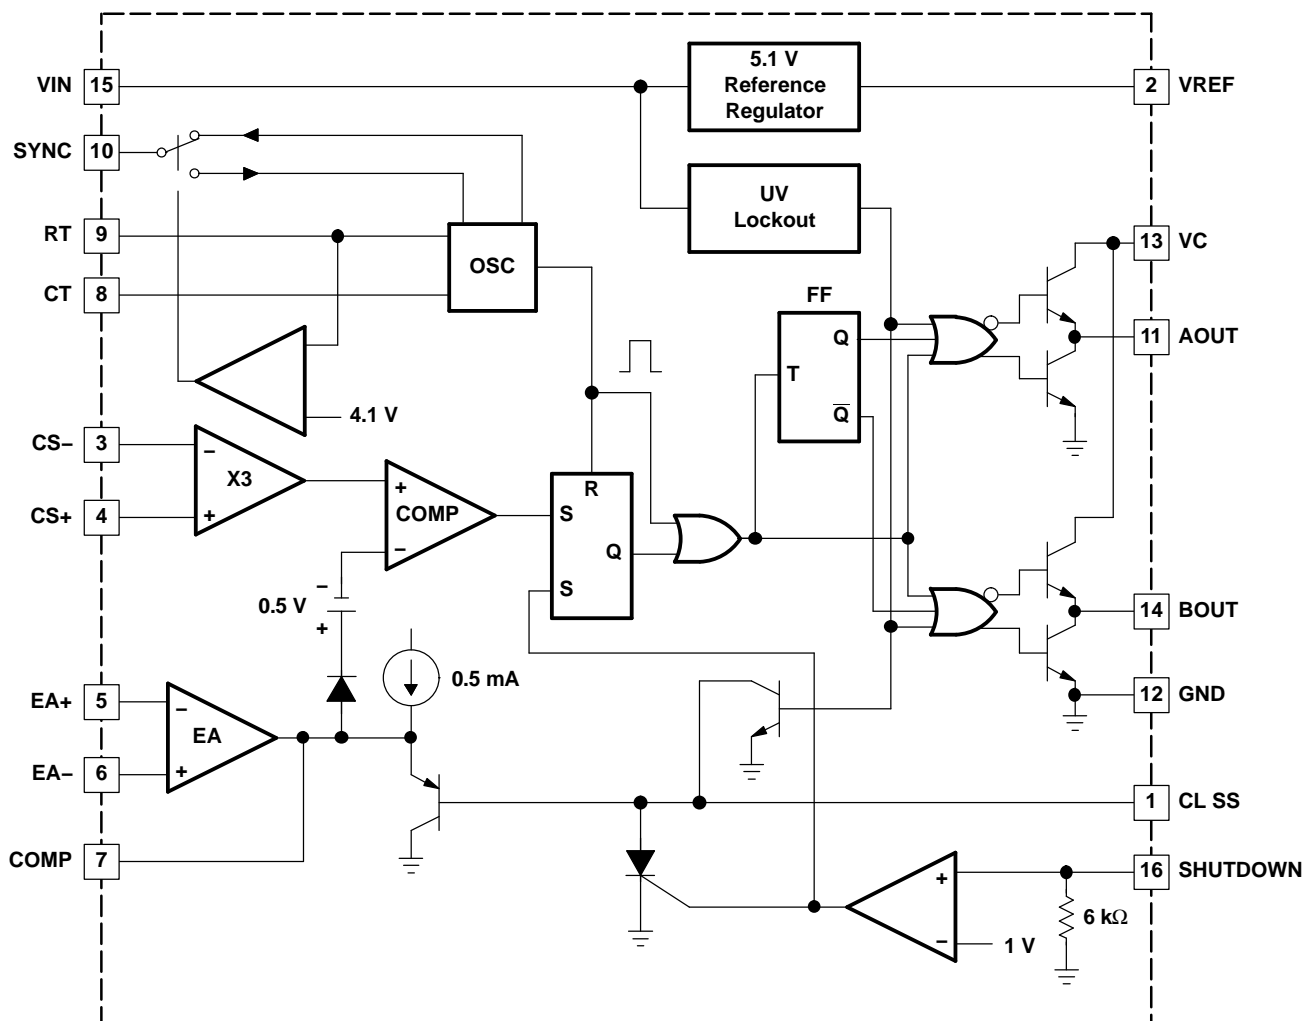 VIN 15
5.1 V
Reference
Regulator
2 VREF
SYNC 10
UV
Lockout
RT 9
OSC
13 VC
CT 8
FF
Q
11 AOUT
T
4.1 V
Q̅
CS– 3
–
X3
+
CS+ 4
+
COMP
–
R
S
Q
S
–
0.5 V
+
14 BOUT
0.5 mA
EA+ 5
–
EA
+
EA– 6
12 GND
1 CL SS
COMP 7
16 SHUTDOWN
+
–
1 V
6 kΩ